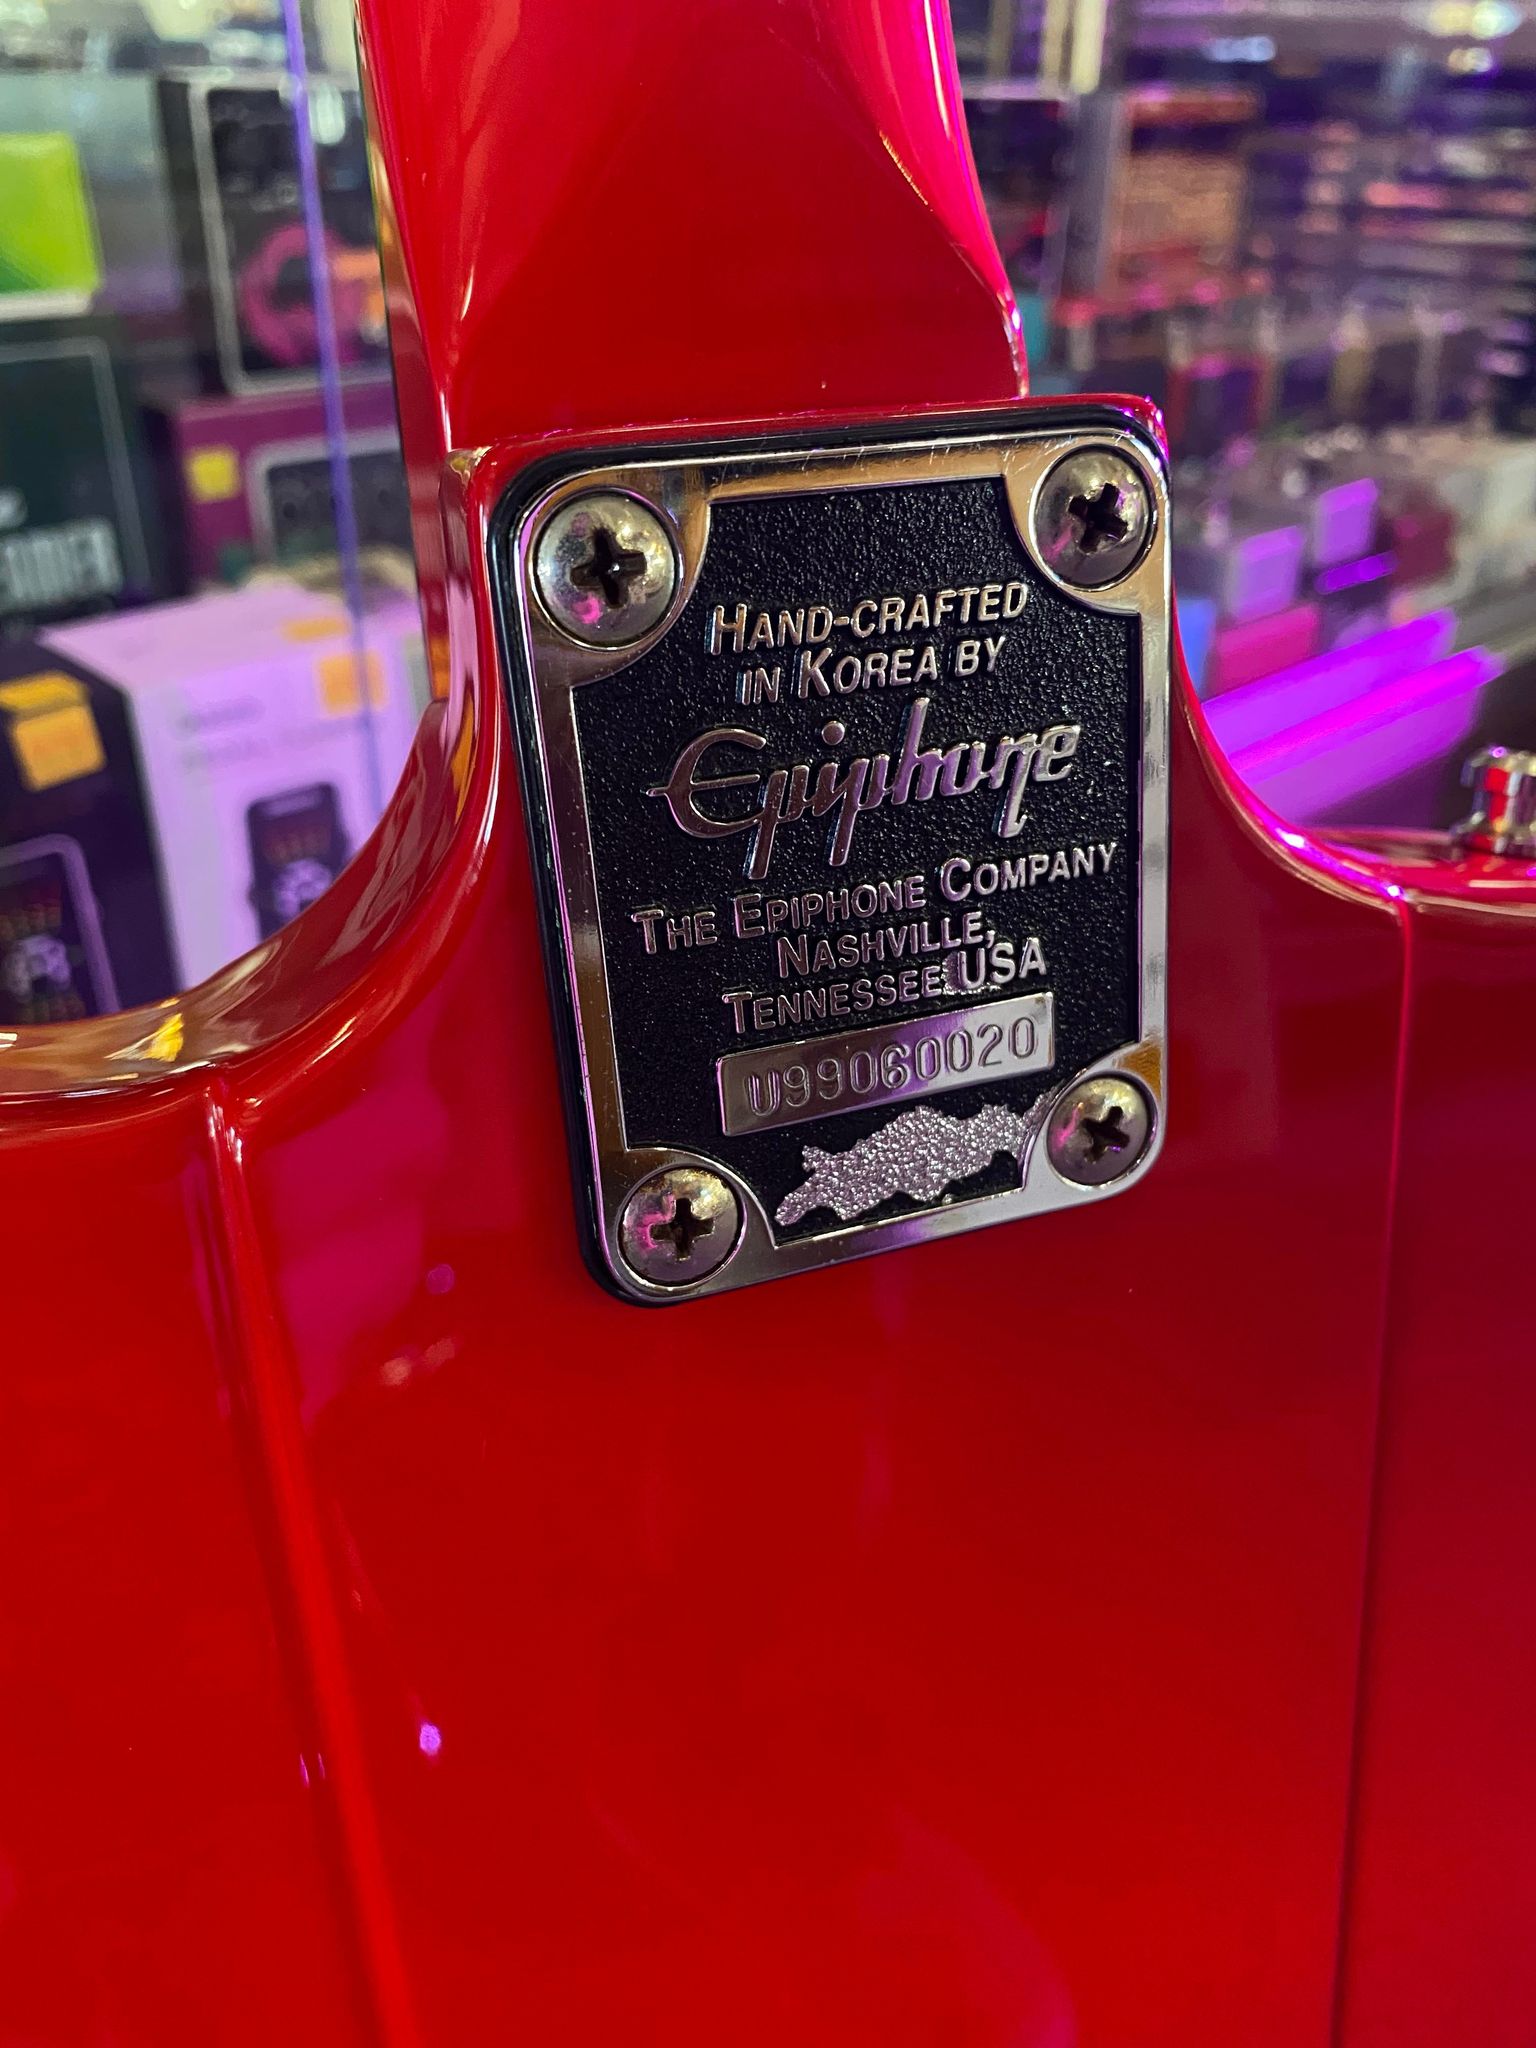 HAND-CRAFTED
IN KOREA BY
Epiphone
THE EPIPHONE COMPANY
NASHVILLE,
TENNESSEE USA
U99060020